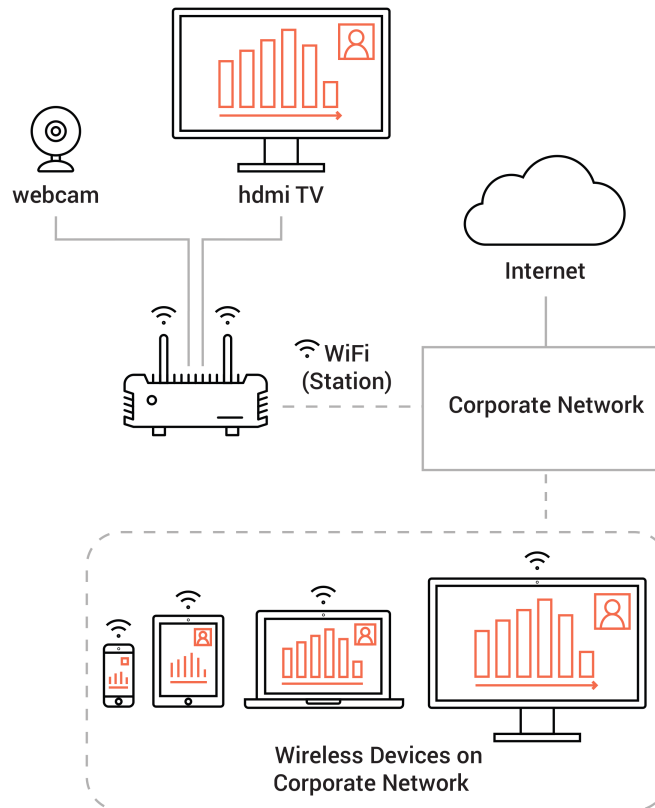 webcam
hdmi TV
Internet
WiFi
(Station)
Corporate Network
Wireless Devices on
Corporate Network